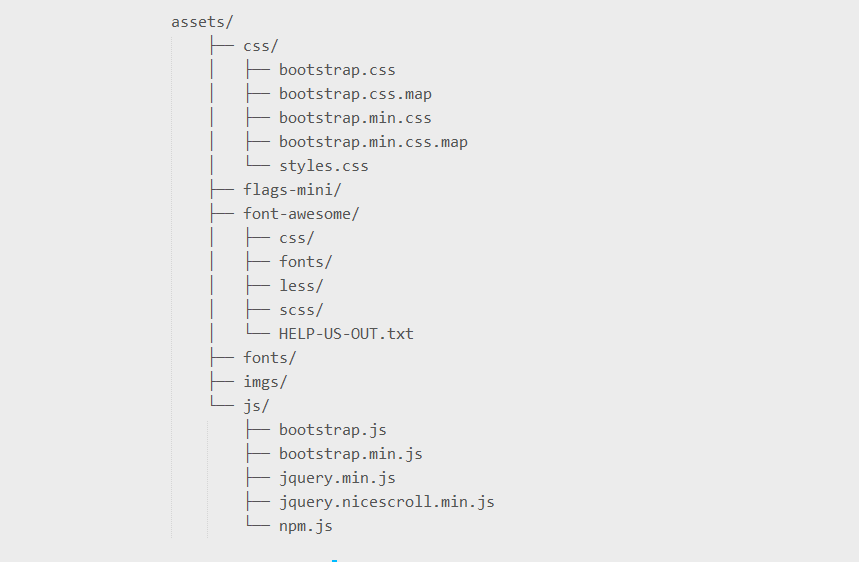 assets/
├── css/
│   ├── bootstrap.css
│   ├── bootstrap.css.map
│   ├── bootstrap.min.css
│   ├── bootstrap.min.css.map
│   └── styles.css
├── flags-mini/
├── font-awesome/
│   ├── css/
│   ├── fonts/
│   ├── less/
│   ├── scss/
│   └── HELP-US-OUT.txt
├── fonts/
├── imgs/
└── js/
    ├── bootstrap.js
    ├── bootstrap.min.js
    ├── jquery.min.js
    ├── jquery.nicescroll.min.js
    └── npm.js